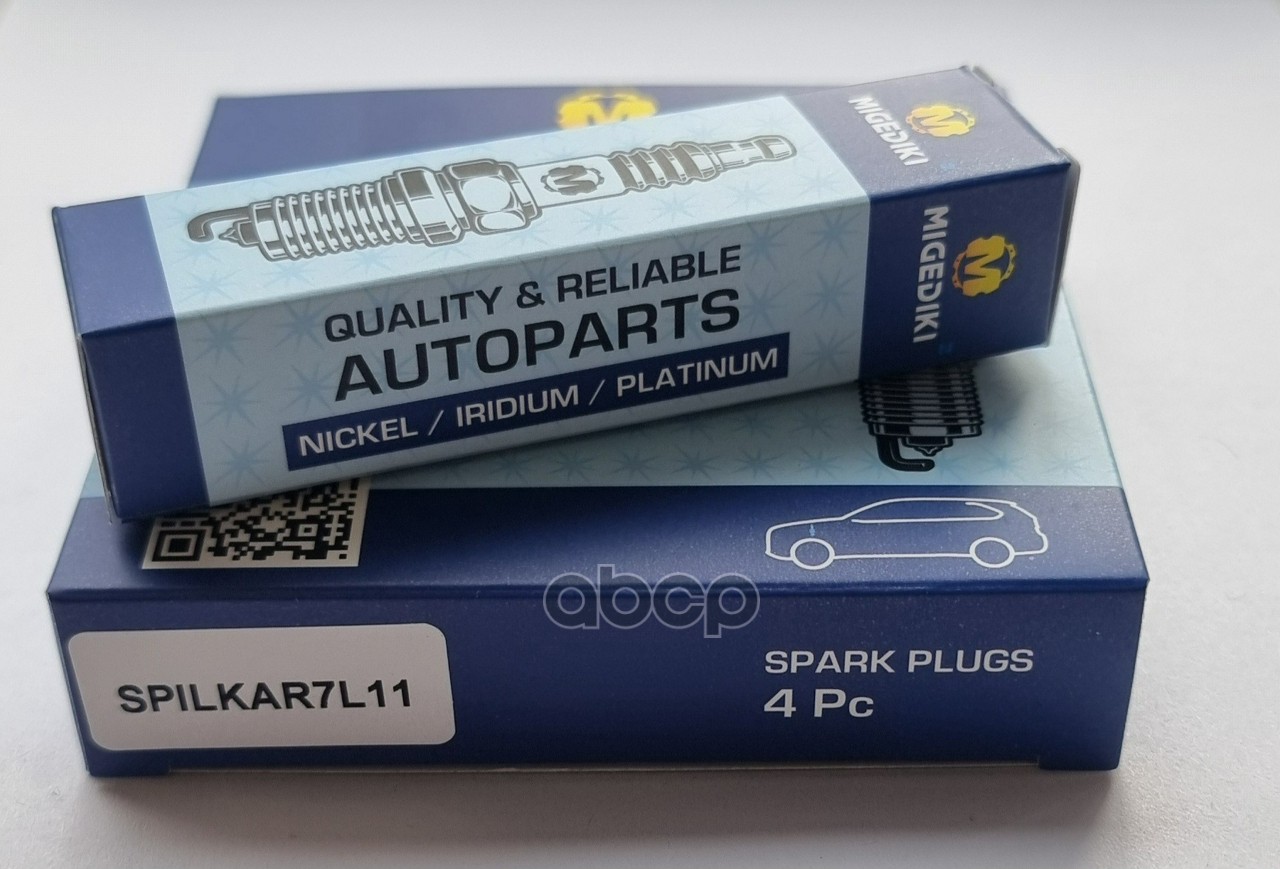 M
MIGEDIKI
M
QUALITY & RELIABLE
AUTOPARTS
NICKEL / IRIDIUM / PLATINUM
M
MIGEDIKI
abcp
SPILKAR7L11
SPARK PLUGS
4 Pc